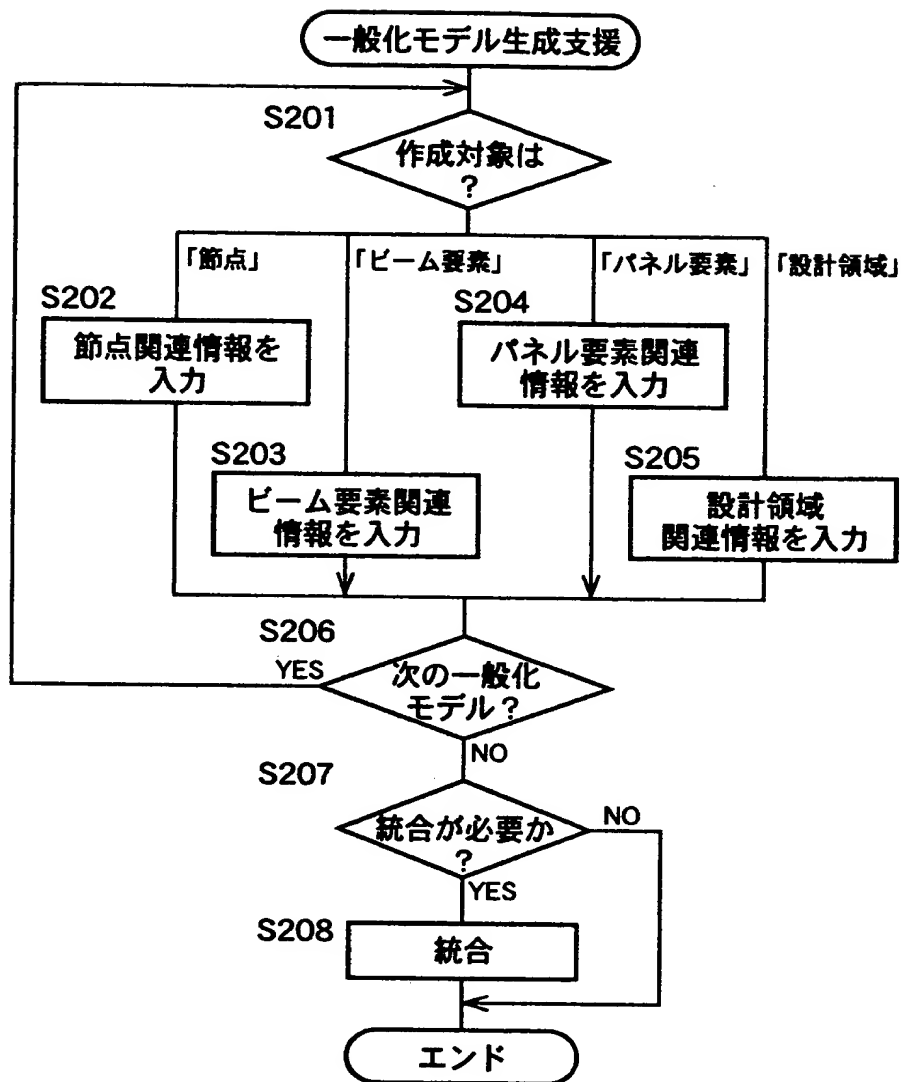 一般化モデル生成支援
S201
作成対象は
?
「節点」
「ビーム要素」
「パネル要素」
「設計領域」
S202
節点関連情報を
入力
S204
パネル要素関連
情報を入力
S203
ビーム要素関連
情報を入力
S205
設計領域
関連情報を入力
S206
YES
次の一般化
モデル?
NO
S207
統合が必要か
?
NO
YES
S208
統合
エンド